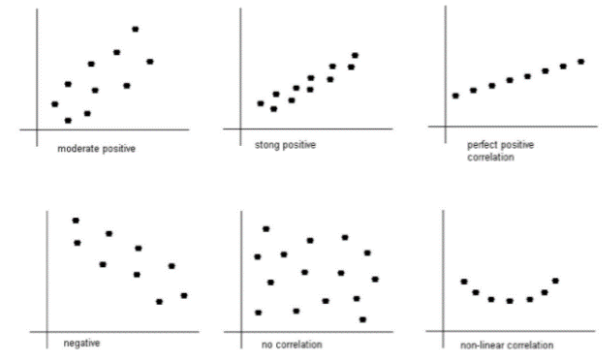 moderate positive
stong positive
perfect positive
correlation
negative
no correlation
non-linear correlation